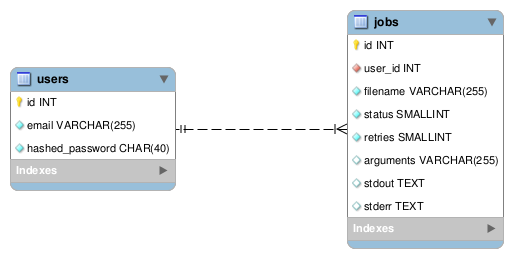 users
id INT
email VARCHAR(255)
hashed_password CHAR(40)
Indexes
jobs
id INT
user_id INT
filename VARCHAR(255)
status SMALLINT
retries SMALLINT
arguments VARCHAR(255)
stdout TEXT
stderr TEXT
Indexes